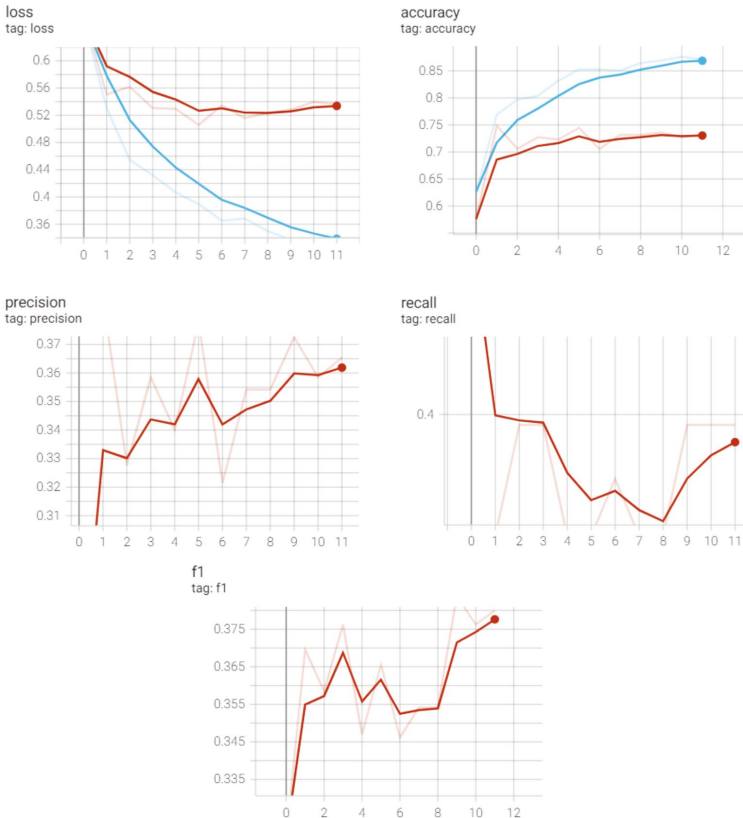 loss
tag: loss
0.6
0.56
0.52
0.48
0.44
0.4
0.36
0 1 2 3 4 5 6 7 8 9 10 11
accuracy
tag: accuracy
0.85
0.8
0.75
0.7
0.65
0.6
0 2 4 6 8 10 12
precision
tag: precision
0.37
0.36
0.35
0.34
0.33
0.32
0.31
0 1 2 3 4 5 6 7 8 9 10 11
recall
tag: recall
0.4
0 1 2 3 4 5 6 7 8 9 10 11
f1
tag: f1
0.375
0.365
0.355
0.345
0.335
0 2 4 6 8 10 12